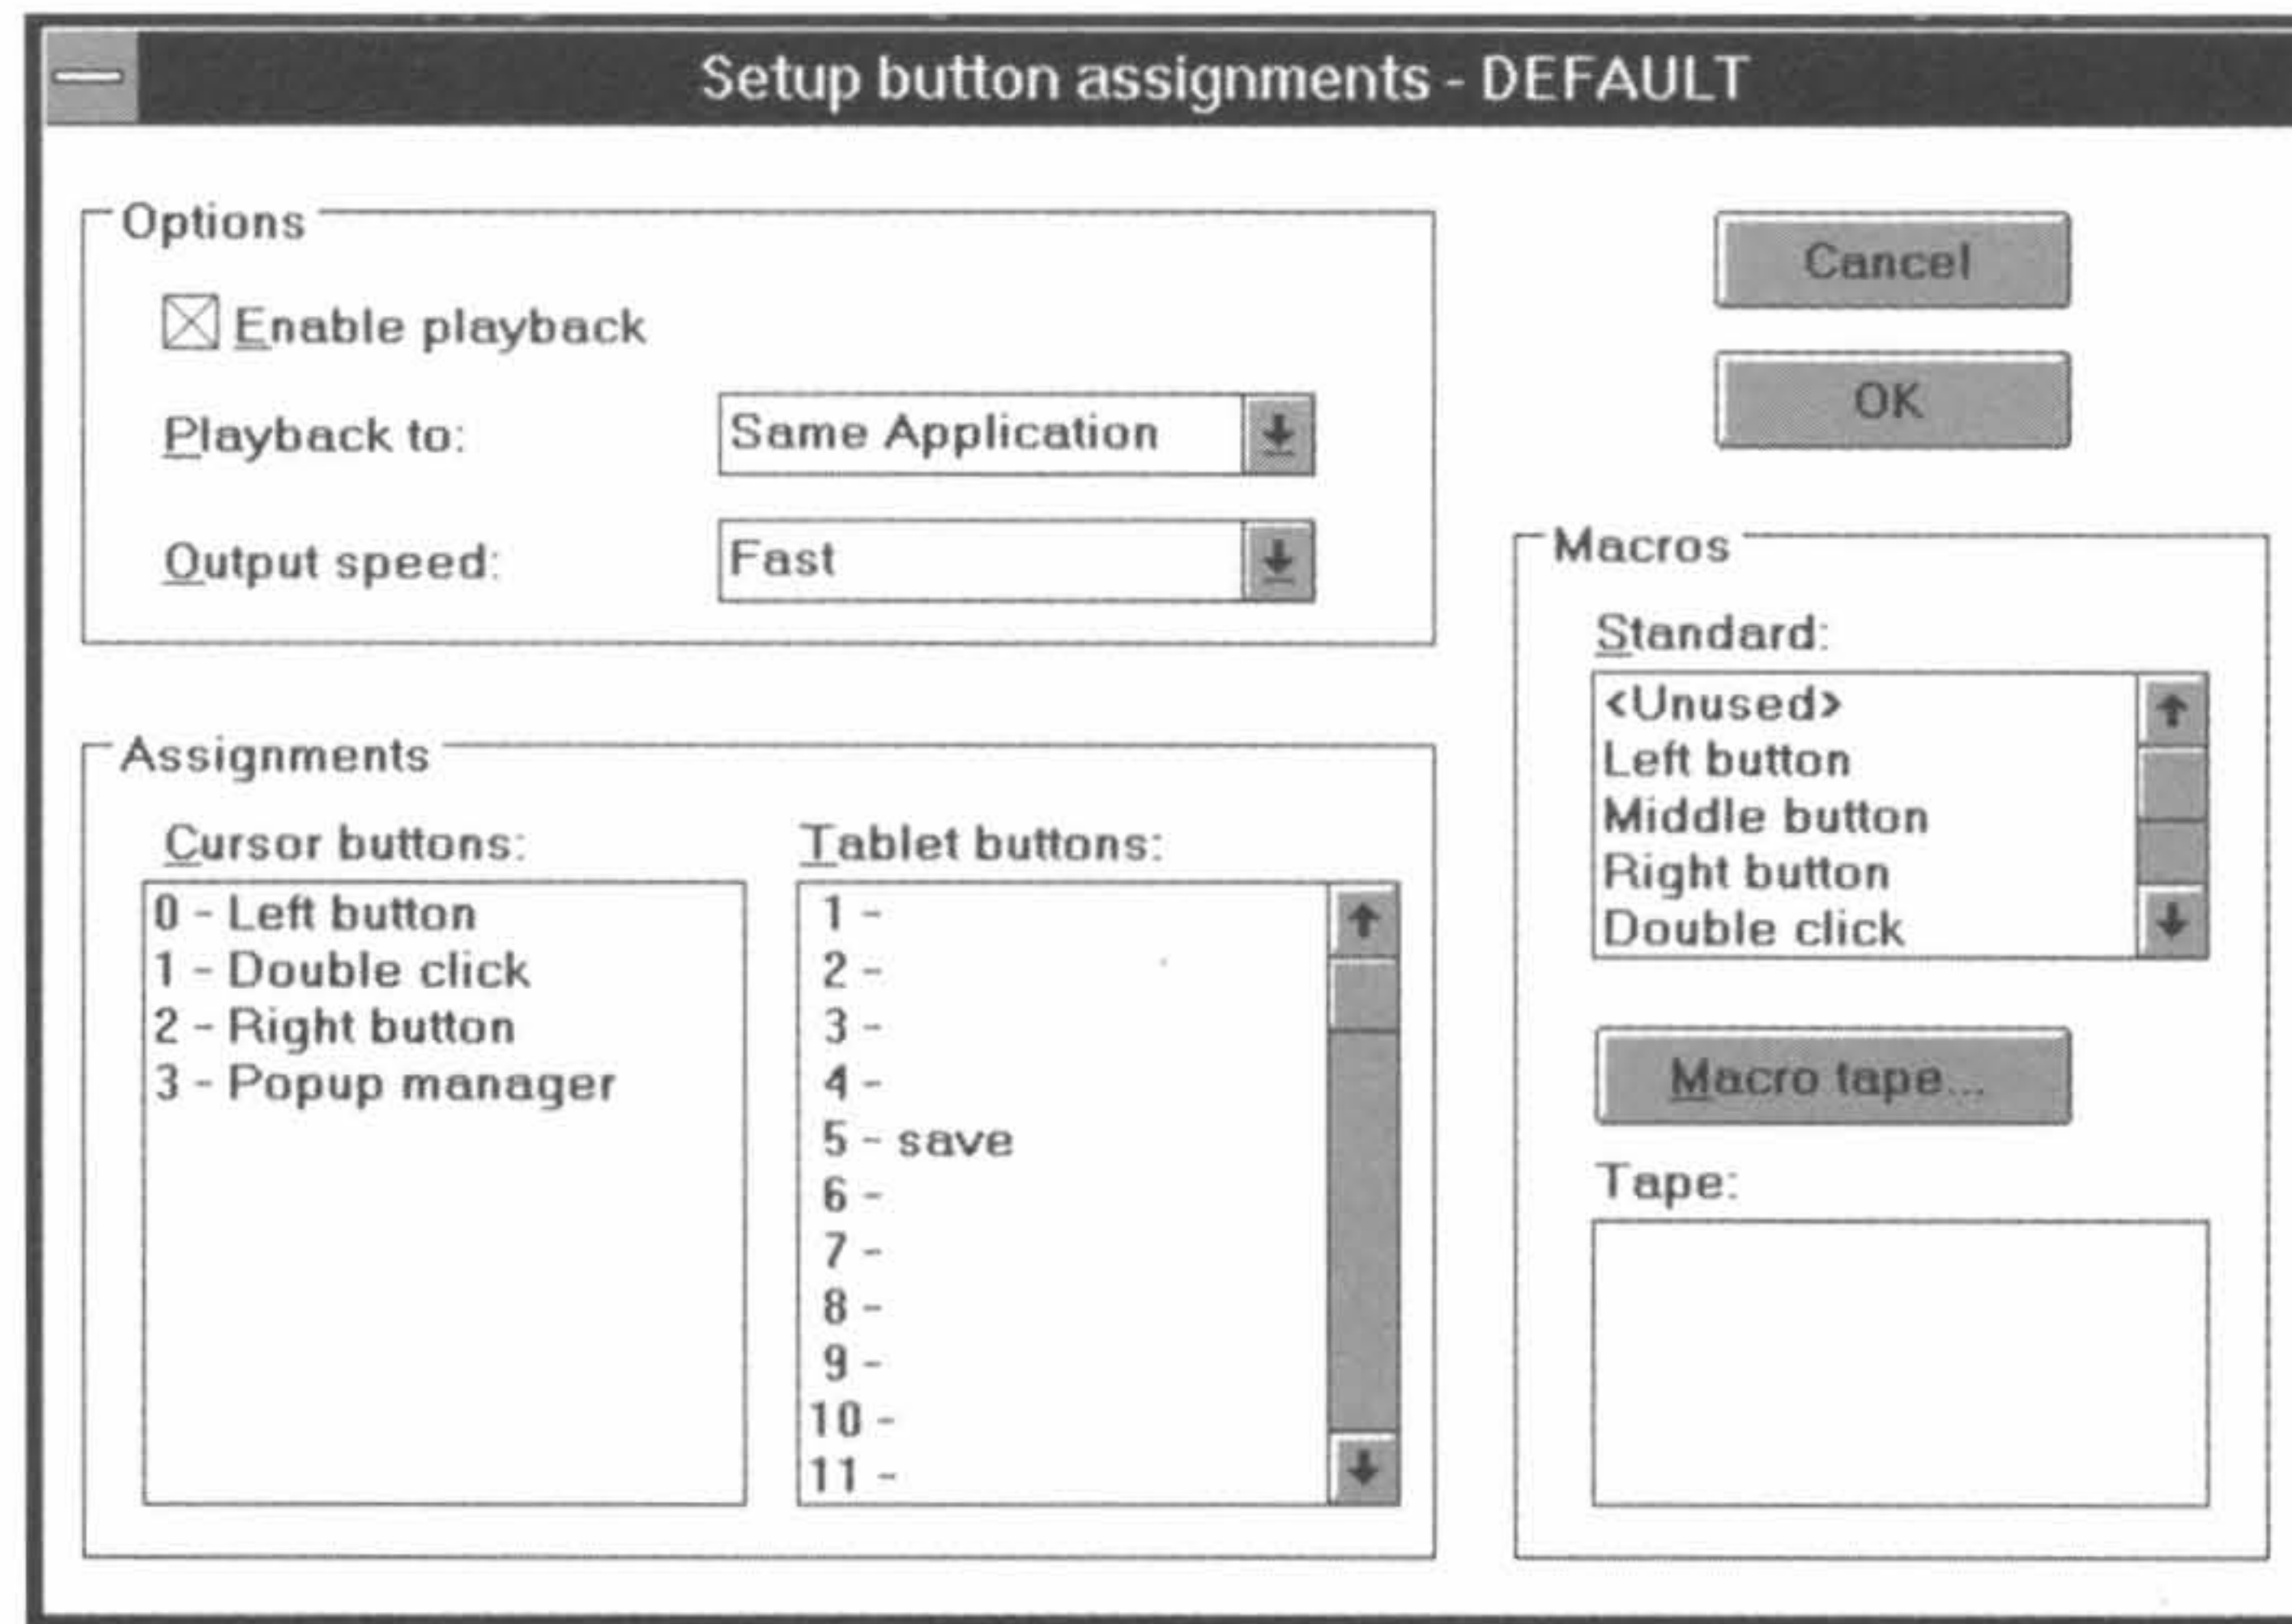 Setup button assignments - DEFAULT
Options
Enable playback
Playback to:
Same Application
Output speed:
Fast
Cancel
OK
Assignments
Cursor buttons:
0 - Left button
1 - Double click
2 - Right button
3 - Popup manager
Tablet buttons:
1 -
2 -
3 -
4 -
5 - save
6 -
7 -
8 -
9 -
10 -
11 -
Macros
Standard:
<Unused>
Left button
Middle button
Right button
Double click
Macro tape...
Tape: